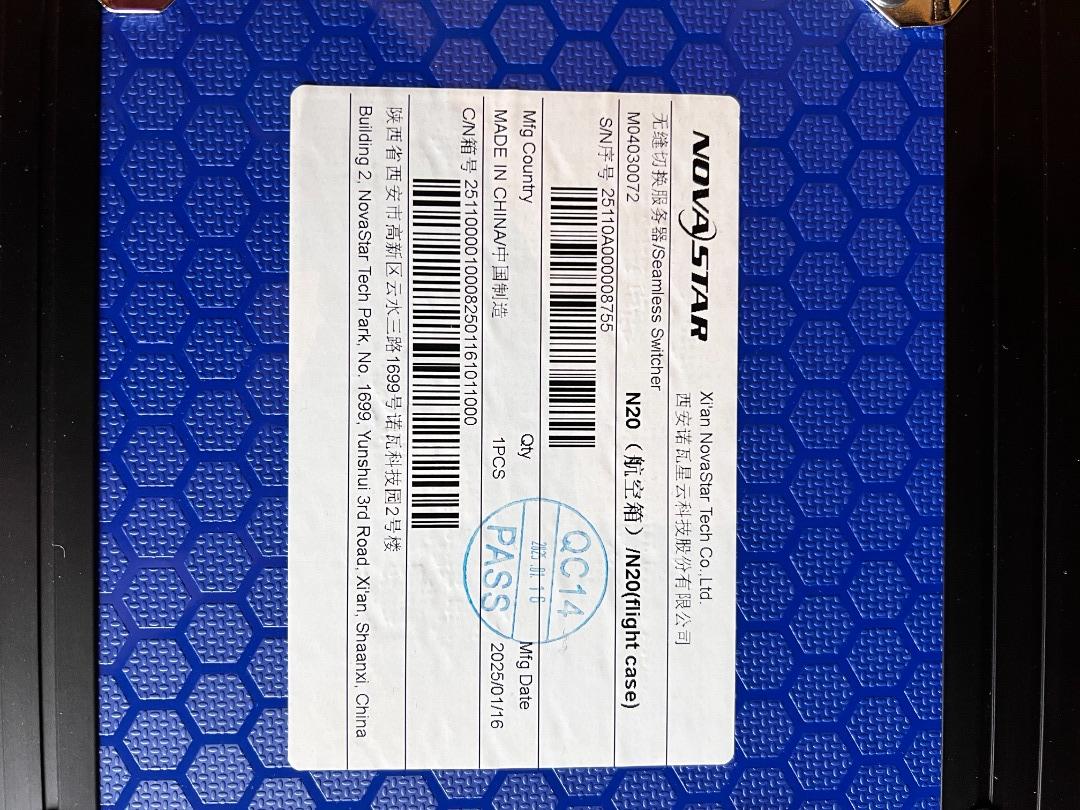 NOVASTAR
Xi'an NovaStar Tech Co.,Ltd.
西安诺瓦星云科技股份有限公司
无缝切换服务器/Seamless Switcher
M04030072
N20（航空箱）/N20(flight case)
S/N序号 25110A000008755
Mfg Country
Qty
Mfg Date
MADE IN CHINA/中国制造
1PCS
2025/01/16
QC14
2025.01.16
PASS
C/N箱号 2511000010008250116101​1000
陕西省西安市高新区云水三路1699号诺瓦科技园2号楼
Building 2, NovaStar Tech Park, No. 1699, Yunshui 3rd Road, Xi'an, Shaanxi, China